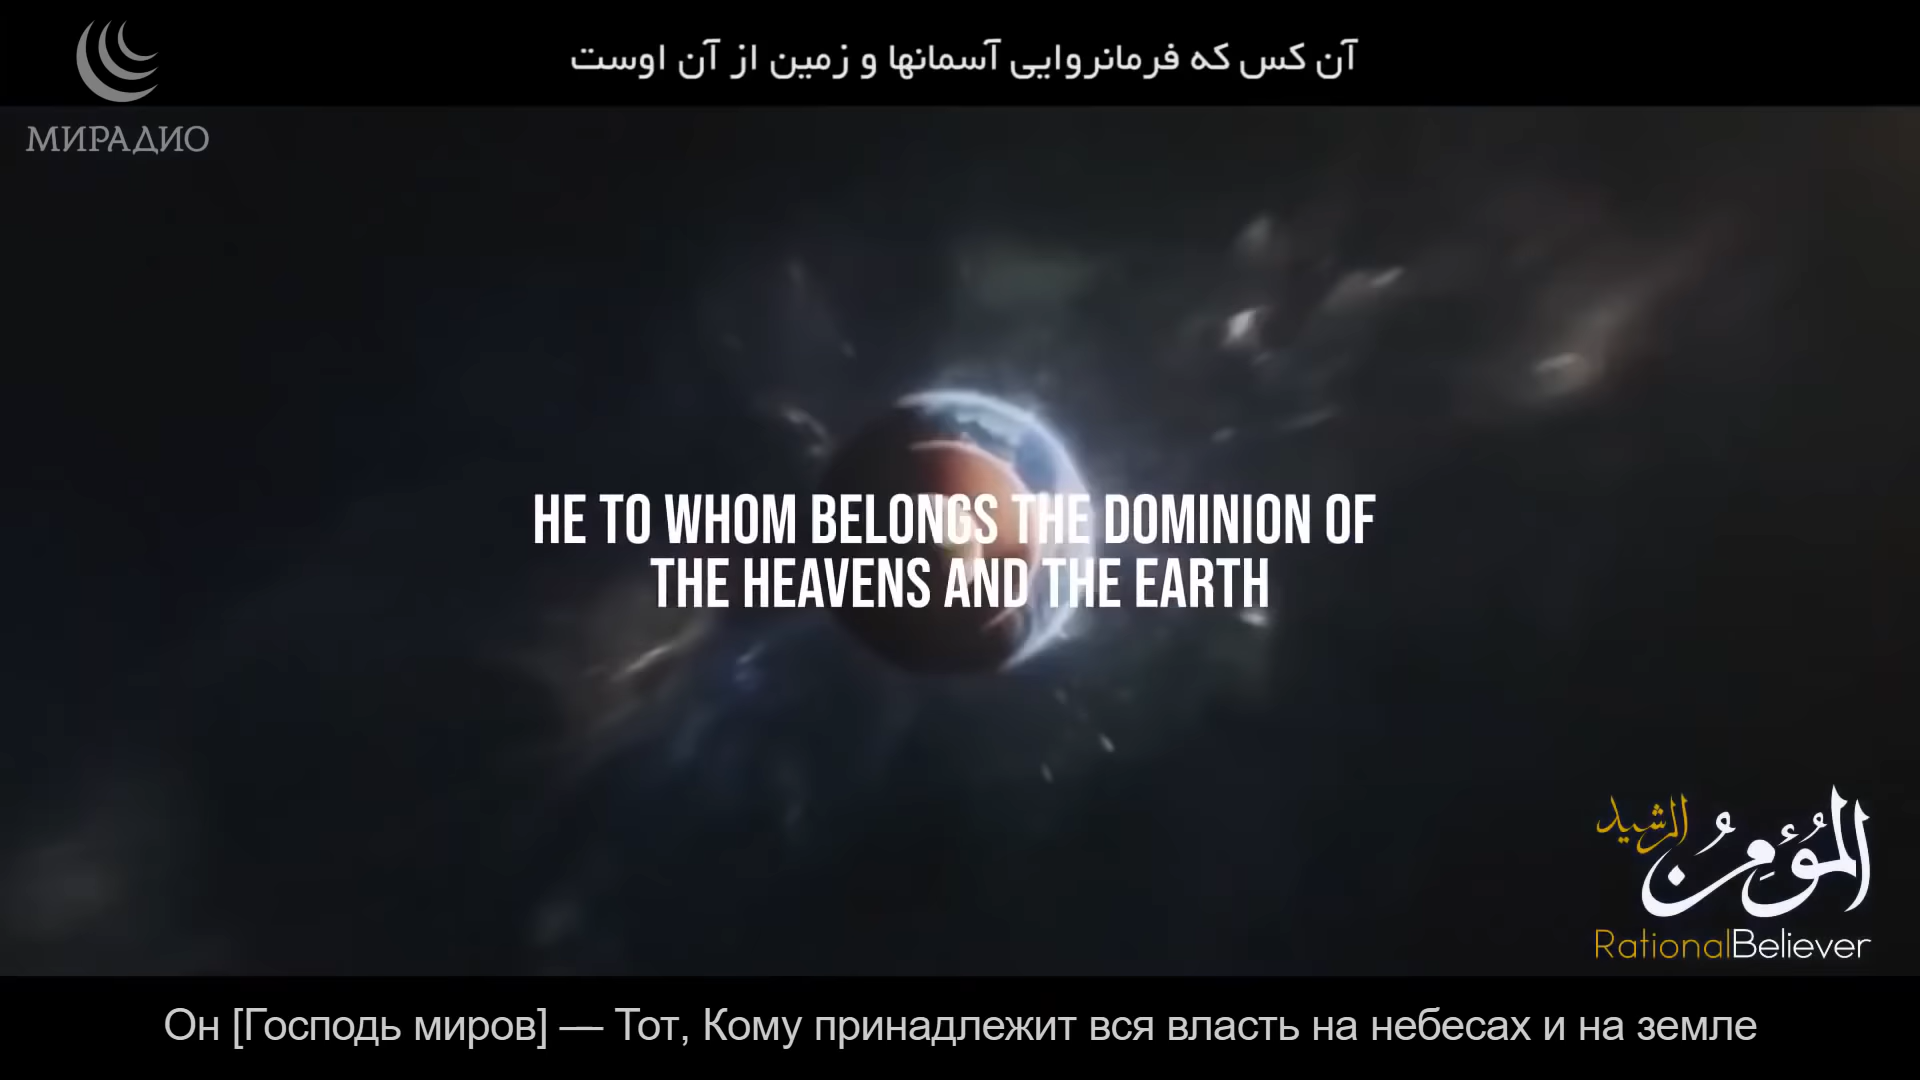 آن کس که فرمانروایی آسمانها و زمین از آن اوست
МИРАДИО
HE TO WHOM BELONGS THE DOMINION OF
THE HEAVENS AND THE EARTH
المؤمن الرشيد
RationalBeliever
Он [Господь миров] — Тот, Кому принадлежит вся власть на небесах и на земле